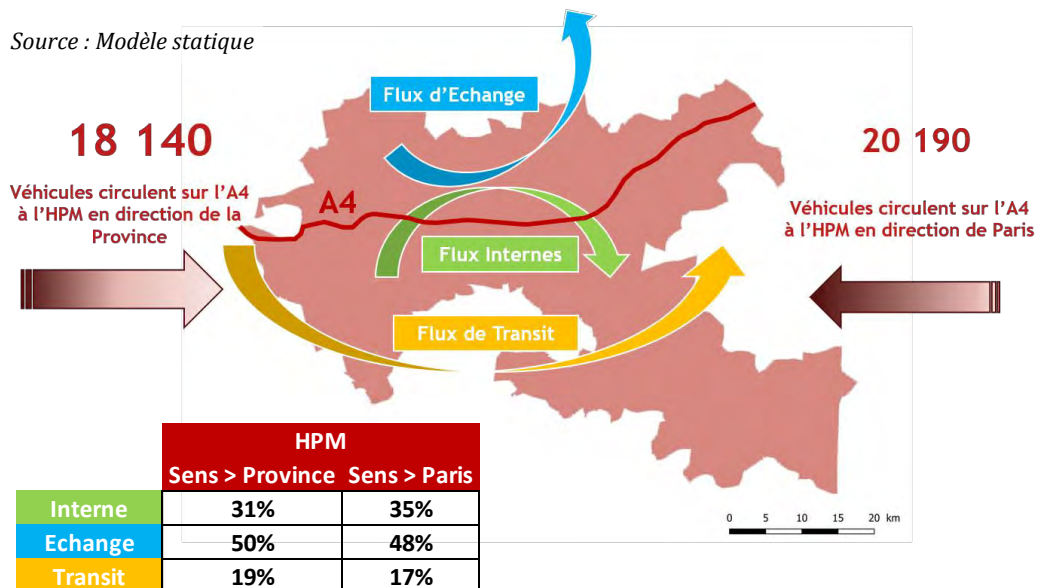 Source : Modèle statique
Flux d’Echange
18 140
Véhicules circulent sur l’A4
à l’HPM en direction de la
Province
20 190
Véhicules circulent sur l’A4
à l’HPM en direction de Paris
A4
Flux Internes
Flux de Transit
HPM
Sens > Province Sens > Paris
Interne 31% 35%
Echange 50% 48%
Transit 19% 17%
0 5 10 15 20 km